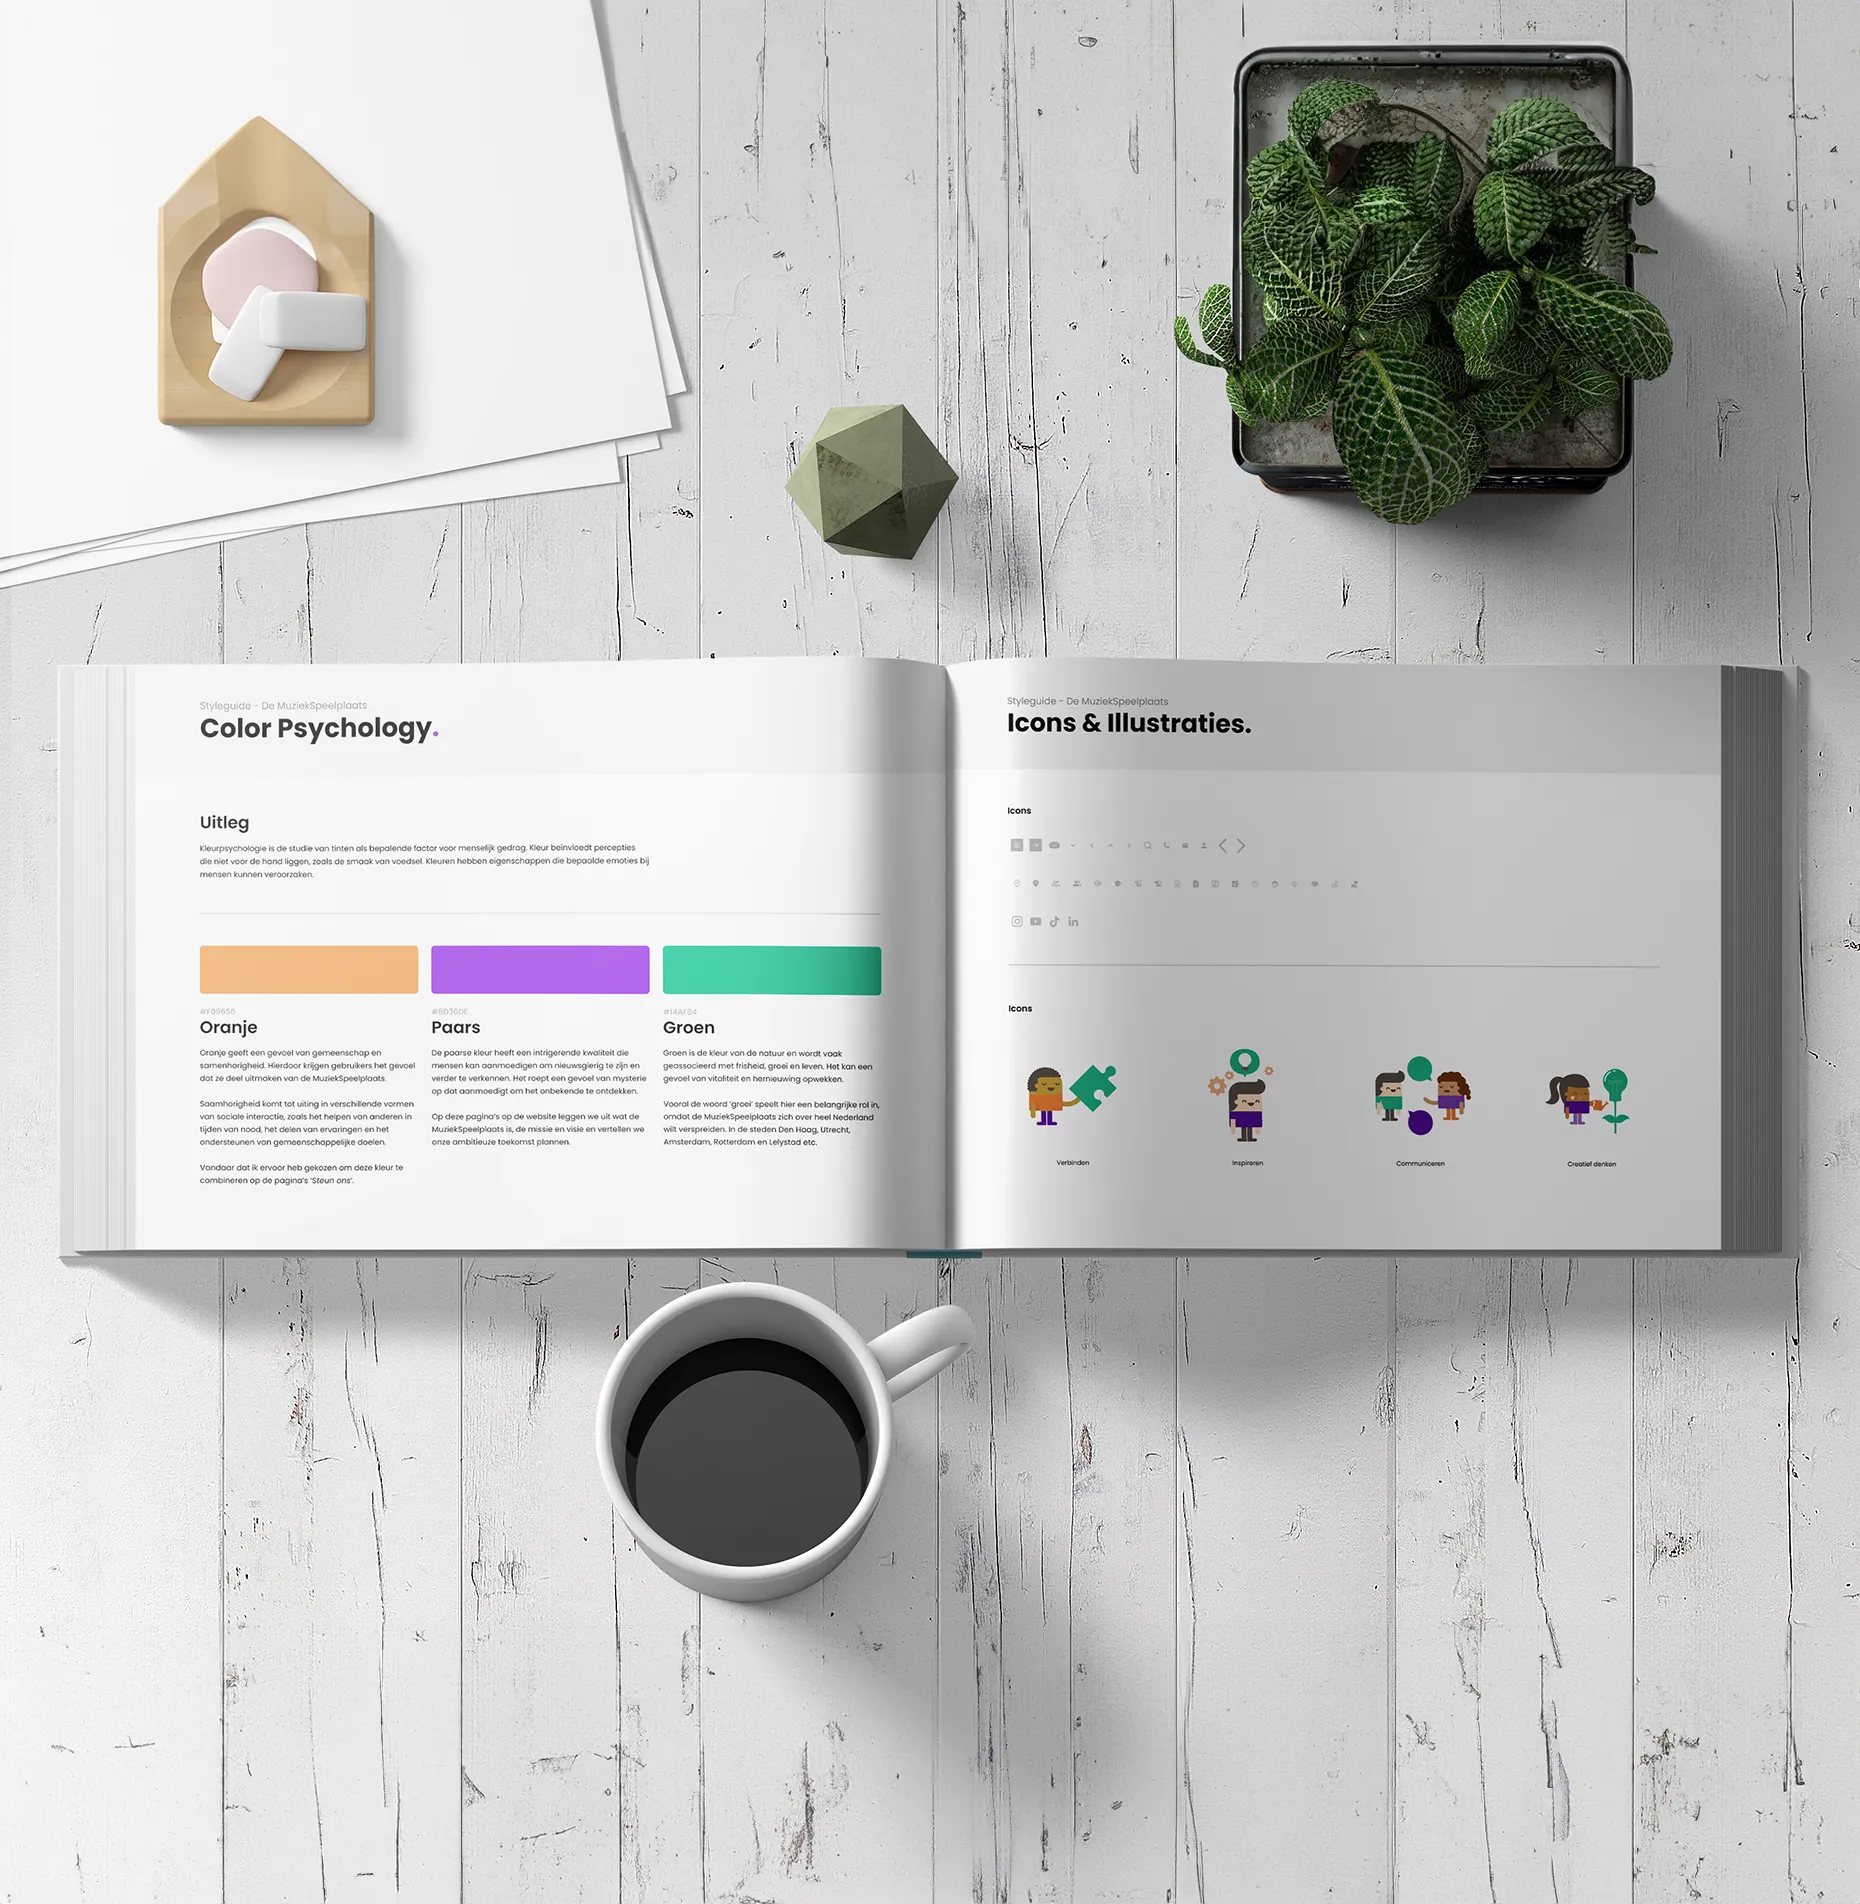 Styleguide - De MuziekSpeelplaats
Color Psychology.
Uitleg
Kleurpsychologie is de studie van tinten als bepalende factor voor menselijk gedrag. Kleur beïnvloedt percepties
die niet voor de hand liggen, zoals de smaak van voedsel. Kleuren hebben eigenschappen die bepaalde emoties bij
mensen kunnen veroorzaken.
#F99656
Oranje
Oranje geeft een gevoel van gemeenschap en
samenhorigheid. Hierdoor krijgen gebruikers het gevoel
dat ze deel uitmaken van de MuziekSpeelplaats.
Saamhorigheid komt tot uiting in verschillende vormen
van sociale interactie, zoals het helpen van anderen in
tijden van nood, het delen van ervaringen en het
ondersteunen van gemeenschappelijke doelen.
Vandaar dat ik ervoor heb gekozen om deze kleur te
combineren op de pagina's 'Steun ons'.
#8D36DE
Paars
De paarse kleur heeft een intrigerende kwaliteit die
mensen kan aanmoedigen om nieuwsgierig te zijn en
verder te verkennen. Het roept een gevoel van mysterie
op dat aanmoedigt om het onbekende te ontdekken.
Op deze pagina's op de website leggen we uit wat de
MuziekSpeelplaats is, de missie en visie en vertellen we
onze ambitieuze toekomst plannen.
#14AF84
Groen
Groen is de kleur van de natuur en wordt vaak
geassocieerd met frisheid, groei en leven. Het kan een
gevoel van vitaliteit en hernieuwing opwekken.
Vooral de woord 'groei' speelt hier een belangrijke rol in,
omdat de MuziekSpeelplaats zich over heel Nederland
wilt verspreiden. In de steden Den Haag, Utrecht,
Amsterdam, Rotterdam en Lelystad etc.
Styleguide - De MuziekSpeelplaats
Icons & Illustraties.
Icons
Icons
Verbinden
Inspireren
Communiceren
Creatief denken